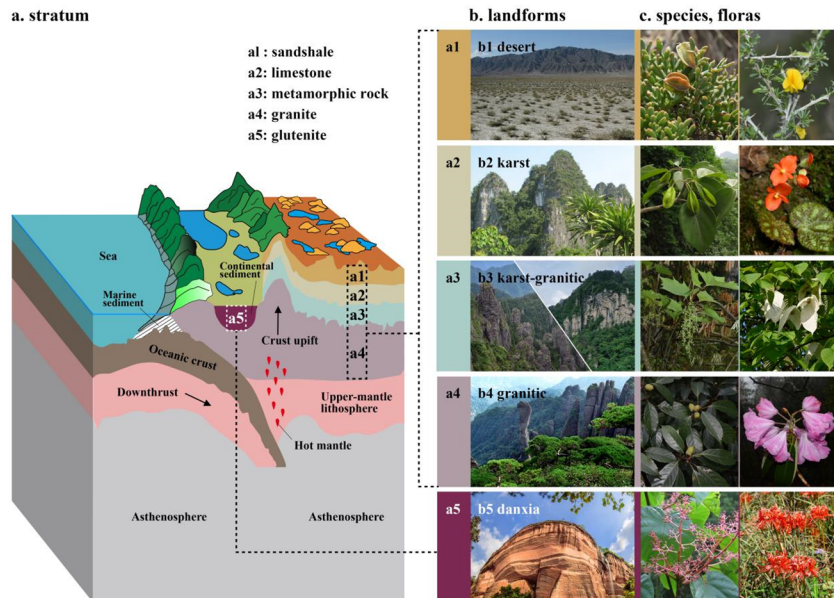 a. stratum
al : sandshale
a2: limestone
a3: metamorphic rock
a4: granite
a5: glutenite
Sea
Continental
sediment
Marine
sediment
a5
a1
a2
a3
a4
Crust upift
Oceanic crust
Downthrust
Upper-mantle
lithosphere
Hot mantle
Asthenosphere
Asthenosphere
b. landforms
c. species, floras
a1
b1 desert
a2
b2 karst
a3
b3 karst-granitic
a4
b4 granitic
a5
b5 danxia